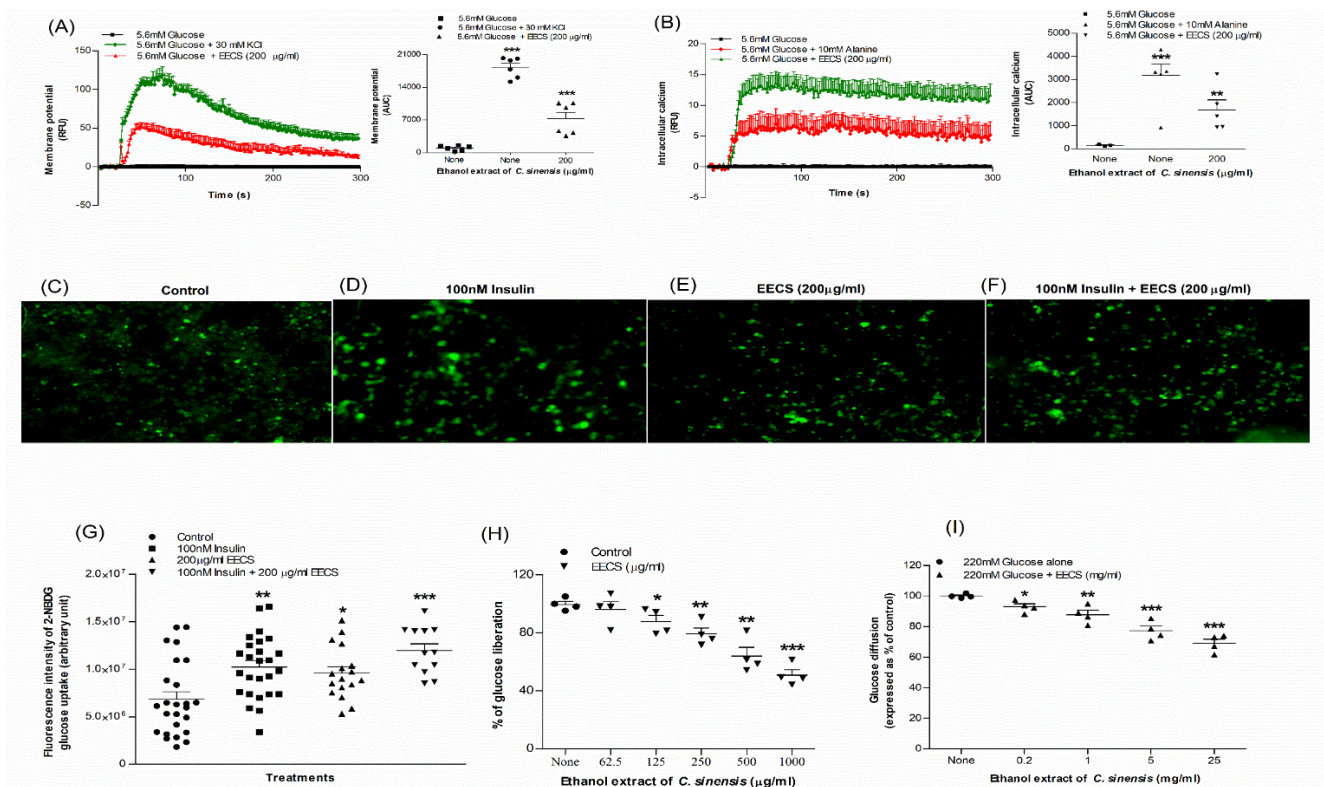 (A)
5.6mM Glucose
5.6mM Glucose + 30 mM KCl
5.6mM Glucose + EECS (200 μg/ml)
Membrane potential
(RFU)
150
100
50
0
-50
100
200
300
Time (s)
5.6mM Glucose
5.6mM Glucose + 30 mM KCl
5.6mM Glucose + EECS (200 μg/ml)
Membrane potential
(AUC)
21000
14000
7000
0
***
***
None
None
200
Ethanol extract of C. sinensis (μg/ml)
(B)
5.6mM Glucose
5.6mM Glucose + 10mM Alanine
5.6mM Glucose + EECS (200 μg/ml)
Intracellular calcium
(RFU)
20
15
10
5
0
-5
100
200
300
Time (s)
5.6mM Glucose
5.6mM Glucose + 10mM Alanine
5.6mM Glucose + EECS (200 μg/ml)
Intracellular calcium
(AUC)
5000
4000
3000
2000
1000
0
***
**
None
None
200
Ethanol extract of C. sinensis (μg/ml)
(C)
Control
(D)
100nM Insulin
(E)
EECS (200μg/ml)
(F)
100nM Insulin + EECS (200 μg/ml)
(G)
Control
100nM Insulin
200μg/ml EECS
100nM Insulin + 200 μg/ml EECS
Fluorescence intensity of 2-NBDG
glucose uptake (arbitrary unit)
2.0×10⁷
1.5×10⁷
1.0×10⁷
5.0×10⁶
0
**
*
***
Treatments
(H)
Control
EECS (μg/ml)
% of glucose liberation
100
80
60
0
*
**
**
***
None
62.5
125
250
500
1000
Ethanol extract of C. sinensis (μg/ml)
(I)
220mM Glucose alone
220mM Glucose + EECS (mg/ml)
Glucose diffusion
(expressed as % of control)
100
80
60
40
20
0
*
**
***
***
None
0.2
1
5
25
Ethanol extract of C. sinensis (mg/ml)